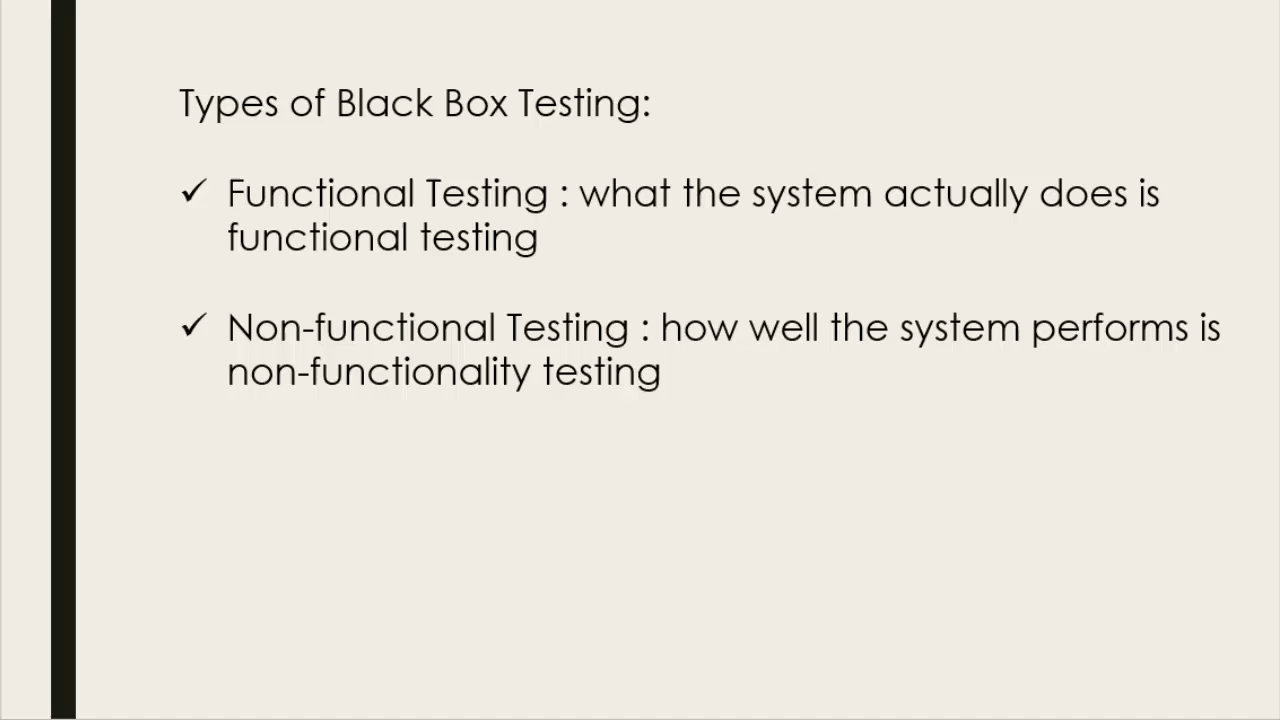 Types of Black Box Testing:
✓ Functional Testing : what the system actually does is
functional testing
✓ Non-functional Testing : how well the system performs is
non-functionality testing